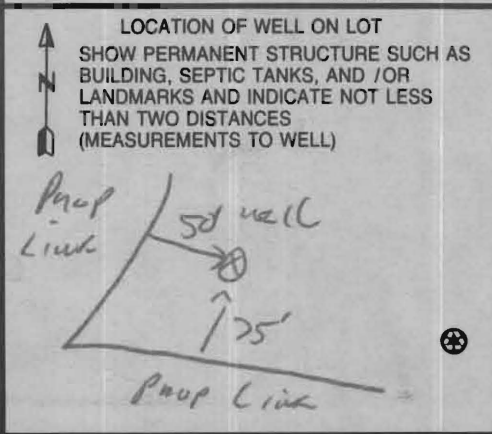 LOCATION OF WELL ON LOT
SHOW PERMANENT STRUCTURE SUCH AS
BUILDING, SEPTIC TANKS, AND /OR
LANDMARKS AND INDICATE NOT LESS
THAN TWO DISTANCES
(MEASUREMENTS TO WELL)
N
Prop
Line
50' well
75'
Prop Line